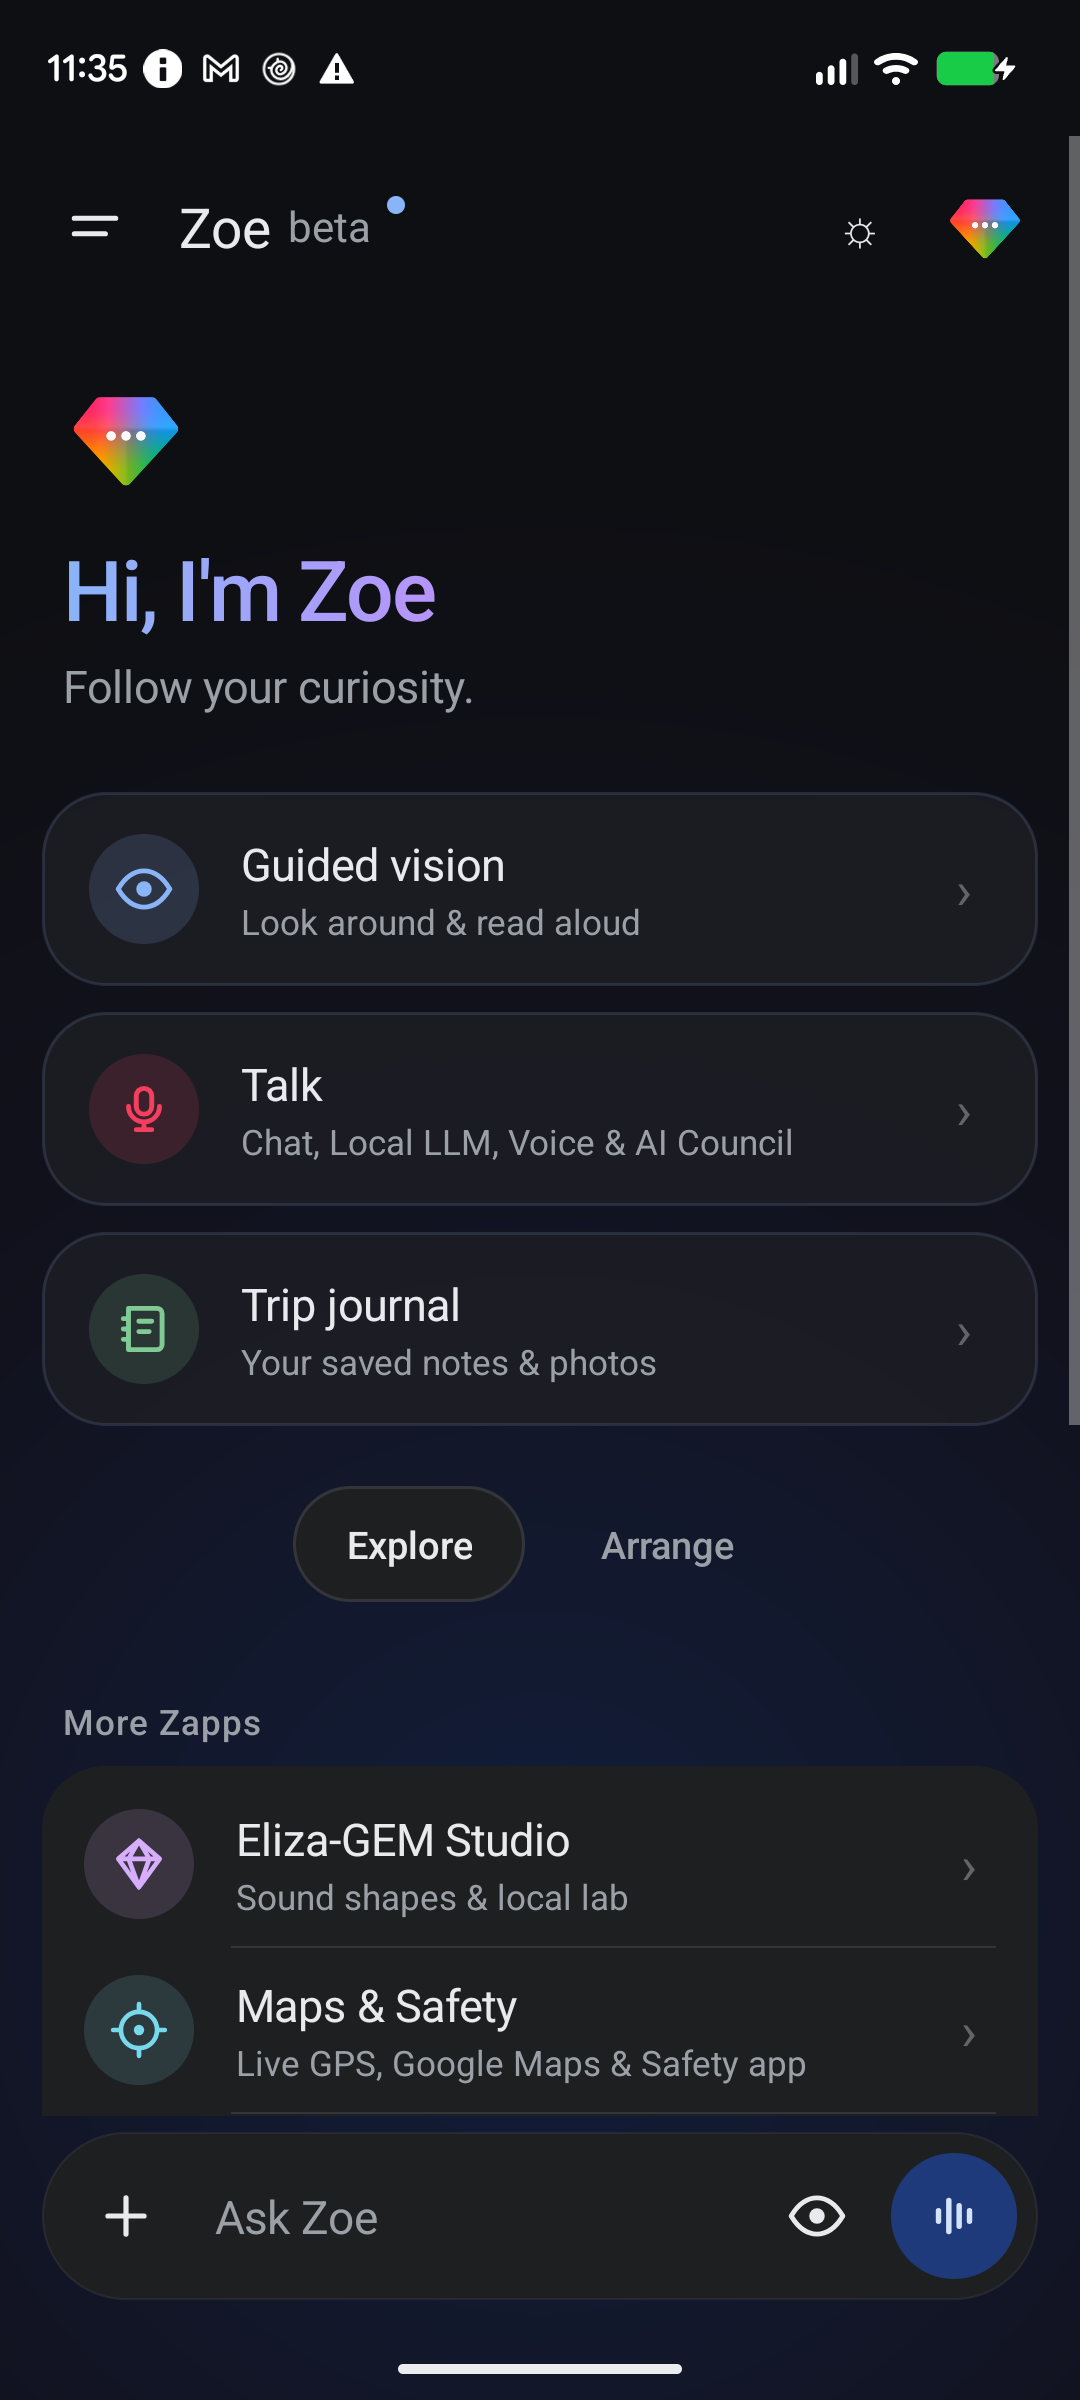 11:35
Zoe beta
Hi, I'm Zoe
Follow your curiosity.
Guided vision
Look around & read aloud
Talk
Chat, Local LLM, Voice & AI Council
Trip journal
Your saved notes & photos
Explore
Arrange
More Zapps
Eliza-GEM Studio
Sound shapes & local lab
Maps & Safety
Live GPS, Google Maps & Safety app
Ask Zoe